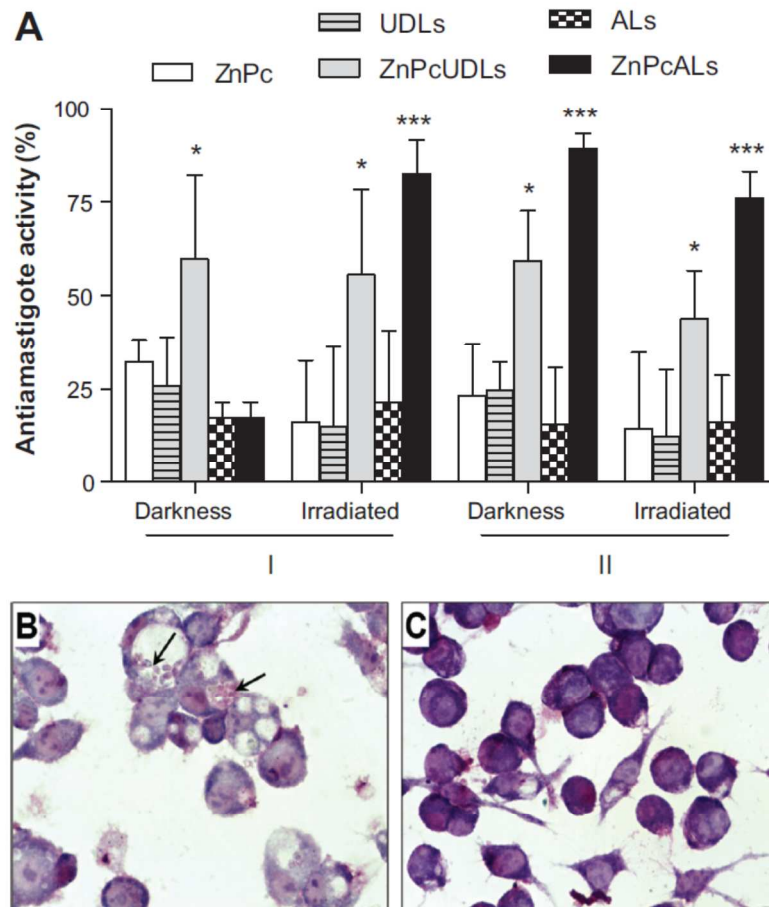 A
UDLs ALs
ZnPc ZnPcUDLs ZnPcALs
Antiamastigote activity (%)
100
75
50
25
0
* * *** * *** * ***
Darkness Irradiated Darkness Irradiated
I II
B C